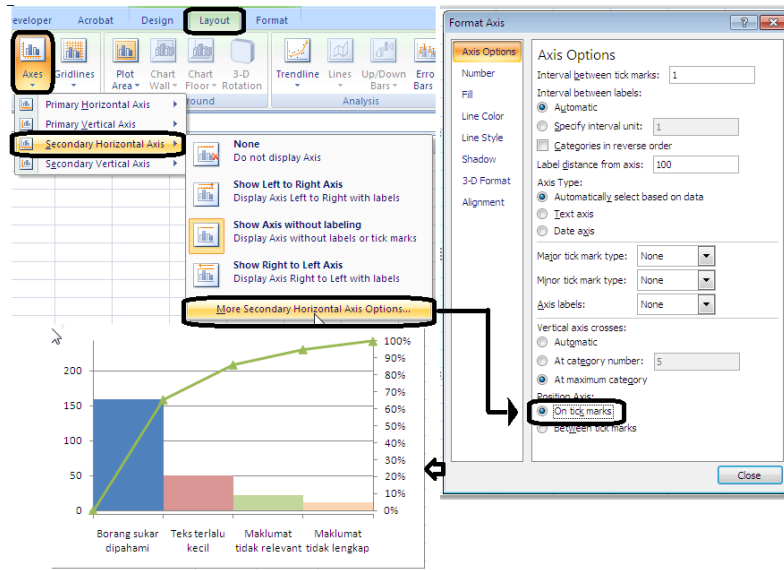 eveloper Acrobat Design Layout Format
Axes Gridlines Plot Area Chart Wall Chart Floor 3-D Rotation Trendline Lines Up/Down Bars Erro Bars
round Analysis
Primary Horizontal Axis
Primary Vertical Axis
Secondary Horizontal Axis
Secondary Vertical Axis
None
Do not display Axis
Show Left to Right Axis
Display Axis Left to Right with labels
Show Axis without labeling
Display Axis without labels or tick marks
Show Right to Left Axis
Display Axis Right to Left with labels
More Secondary Horizontal Axis Options...
Format Axis
Axis Options
Number
Fill
Line Color
Line Style
Shadow
3-D Format
Alignment
Axis Options
Interval between tick marks: 1
Interval between labels:
Automatic
Specify interval unit: 1
Categories in reverse order
Label distance from axis: 100
Axis Type:
Automatically select based on data
Text axis
Date axis
Major tick mark type: None
Minor tick mark type: None
Axis labels: None
Vertical axis crosses:
Automatic
At category number: 5
At maximum category
Position Axis:
On tick marks
Between tick marks
Close
200
150
100
50
0
100%
90%
80%
70%
60%
50%
40%
30%
20%
10%
0%
Borang sukar dipahami
Teks terlalu kecil
Maklumat tidak relevant
Maklumat tidak lengkap